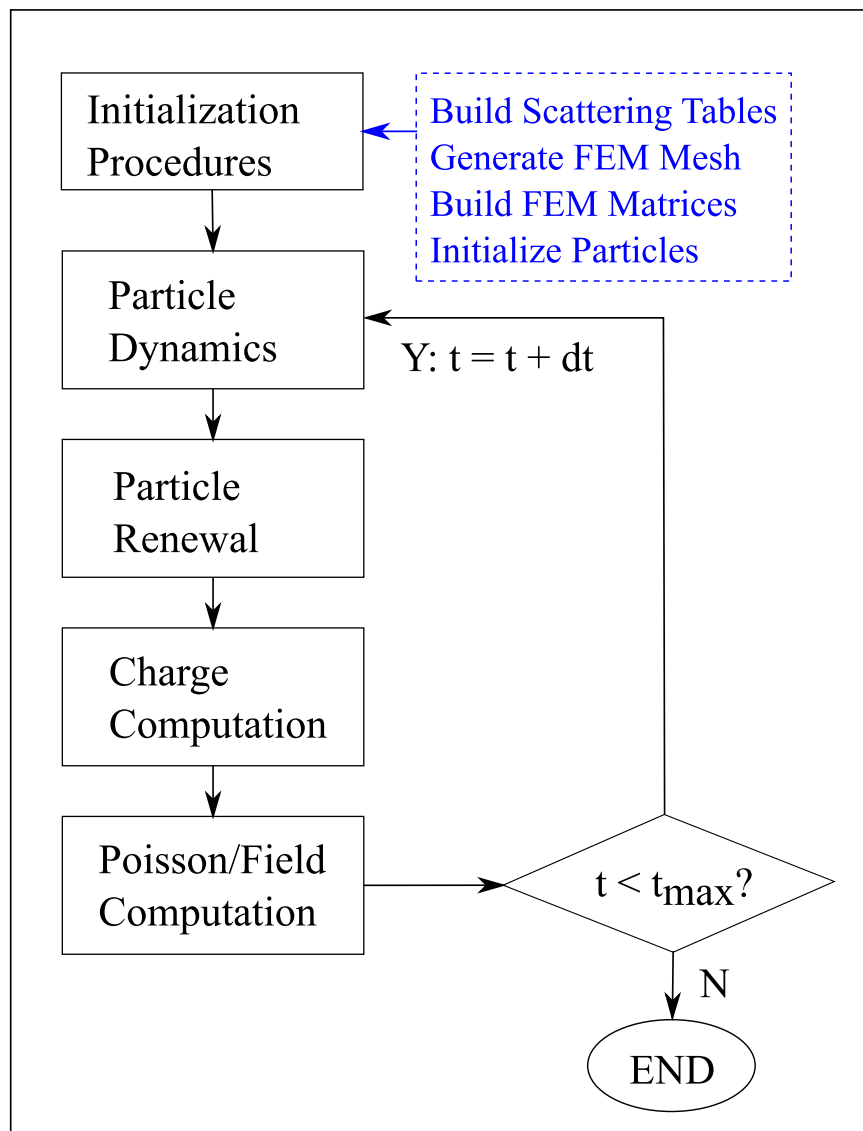 Initialization
Procedures
Build Scattering Tables
Generate FEM Mesh
Build FEM Matrices
Initialize Particles
Particle
Dynamics
Y: t = t + dt
Particle
Renewal
Charge
Computation
Poisson/Field
Computation
t < tmax?
N
END